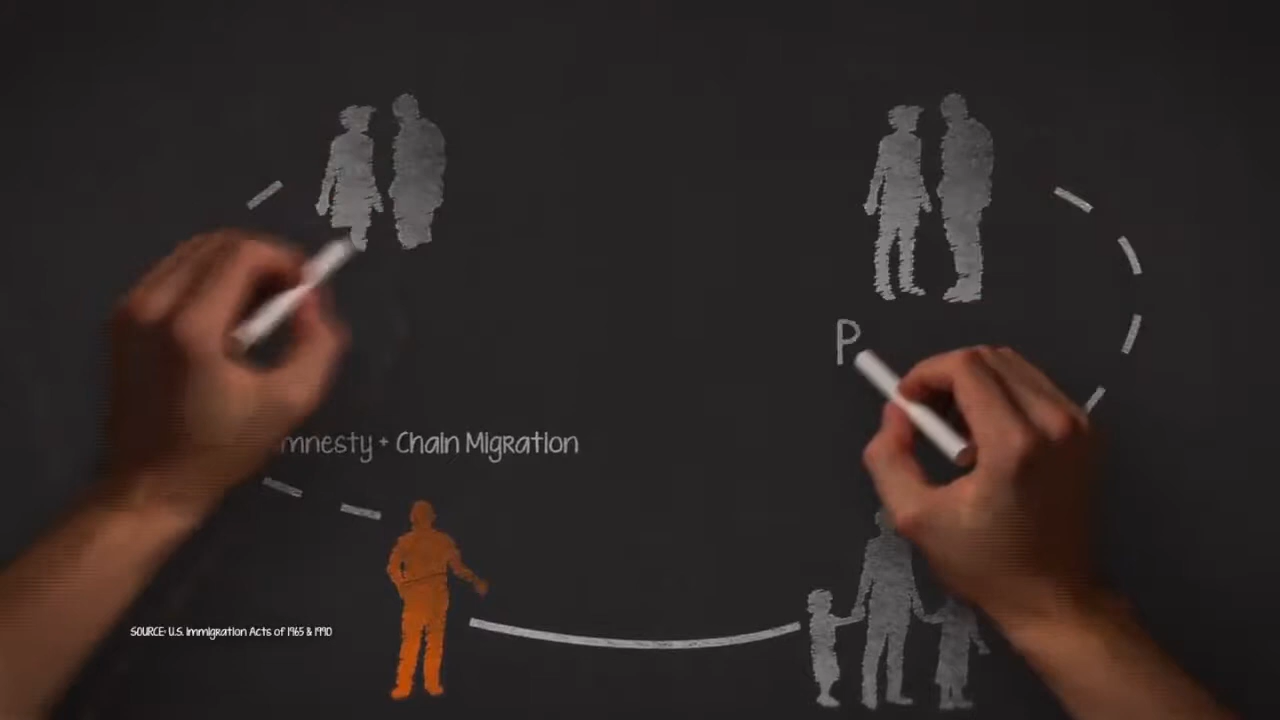 P
mnesty + Chain Migration
SOURCE: U.S. Immigration Acts of 1965 & 1990